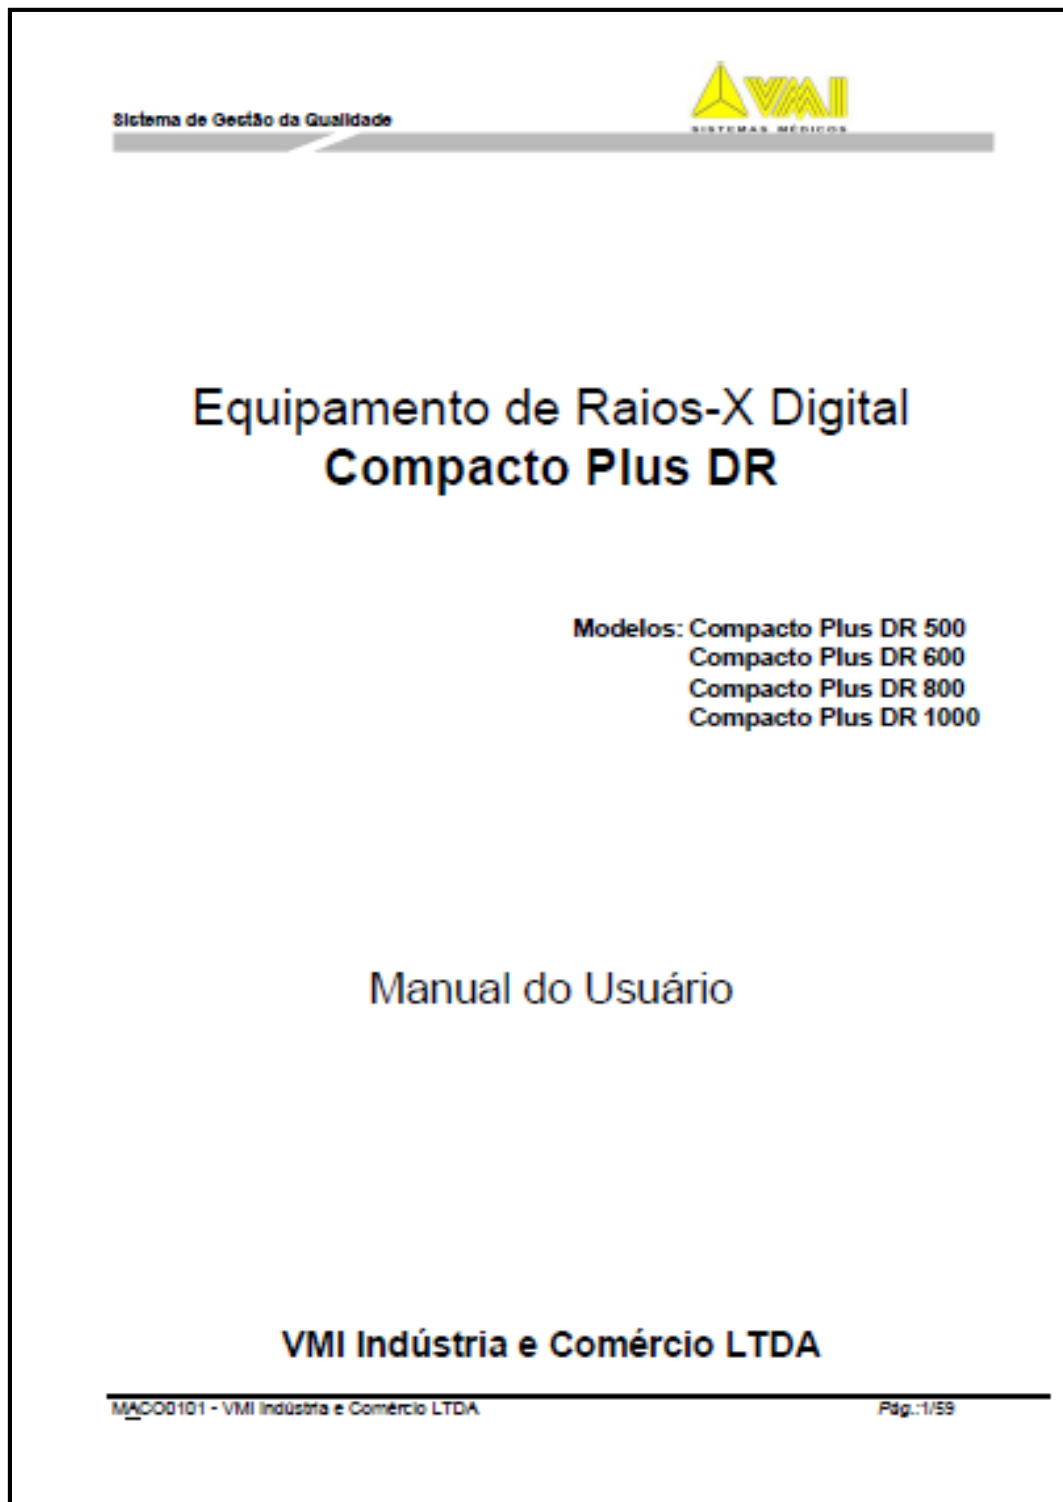 Sistema de Gestão da Qualidade
VMI
SISTEMAS MÉDICOS
Equipamento de Raios-X Digital
Compacto Plus DR
Modelos: Compacto Plus DR 500
Compacto Plus DR 600
Compacto Plus DR 800
Compacto Plus DR 1000
Manual do Usuário
VMI Indústria e Comércio LTDA
MACO0101 - VMI Indústria e Comércio LTDA Pág.:1/59